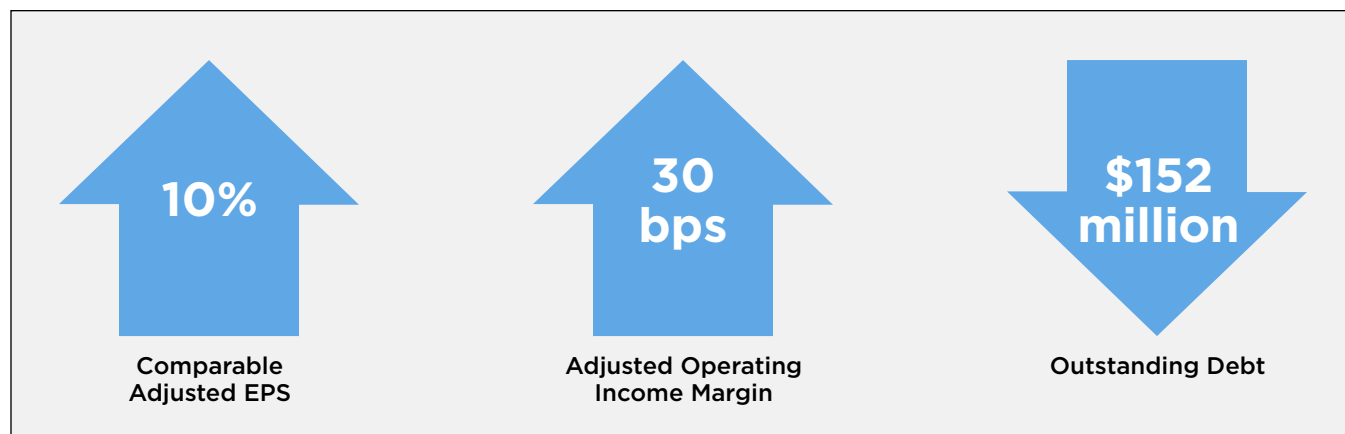 10%
30
bps
$152
million
Comparable
Adjusted EPS
Adjusted Operating
Income Margin
Outstanding Debt